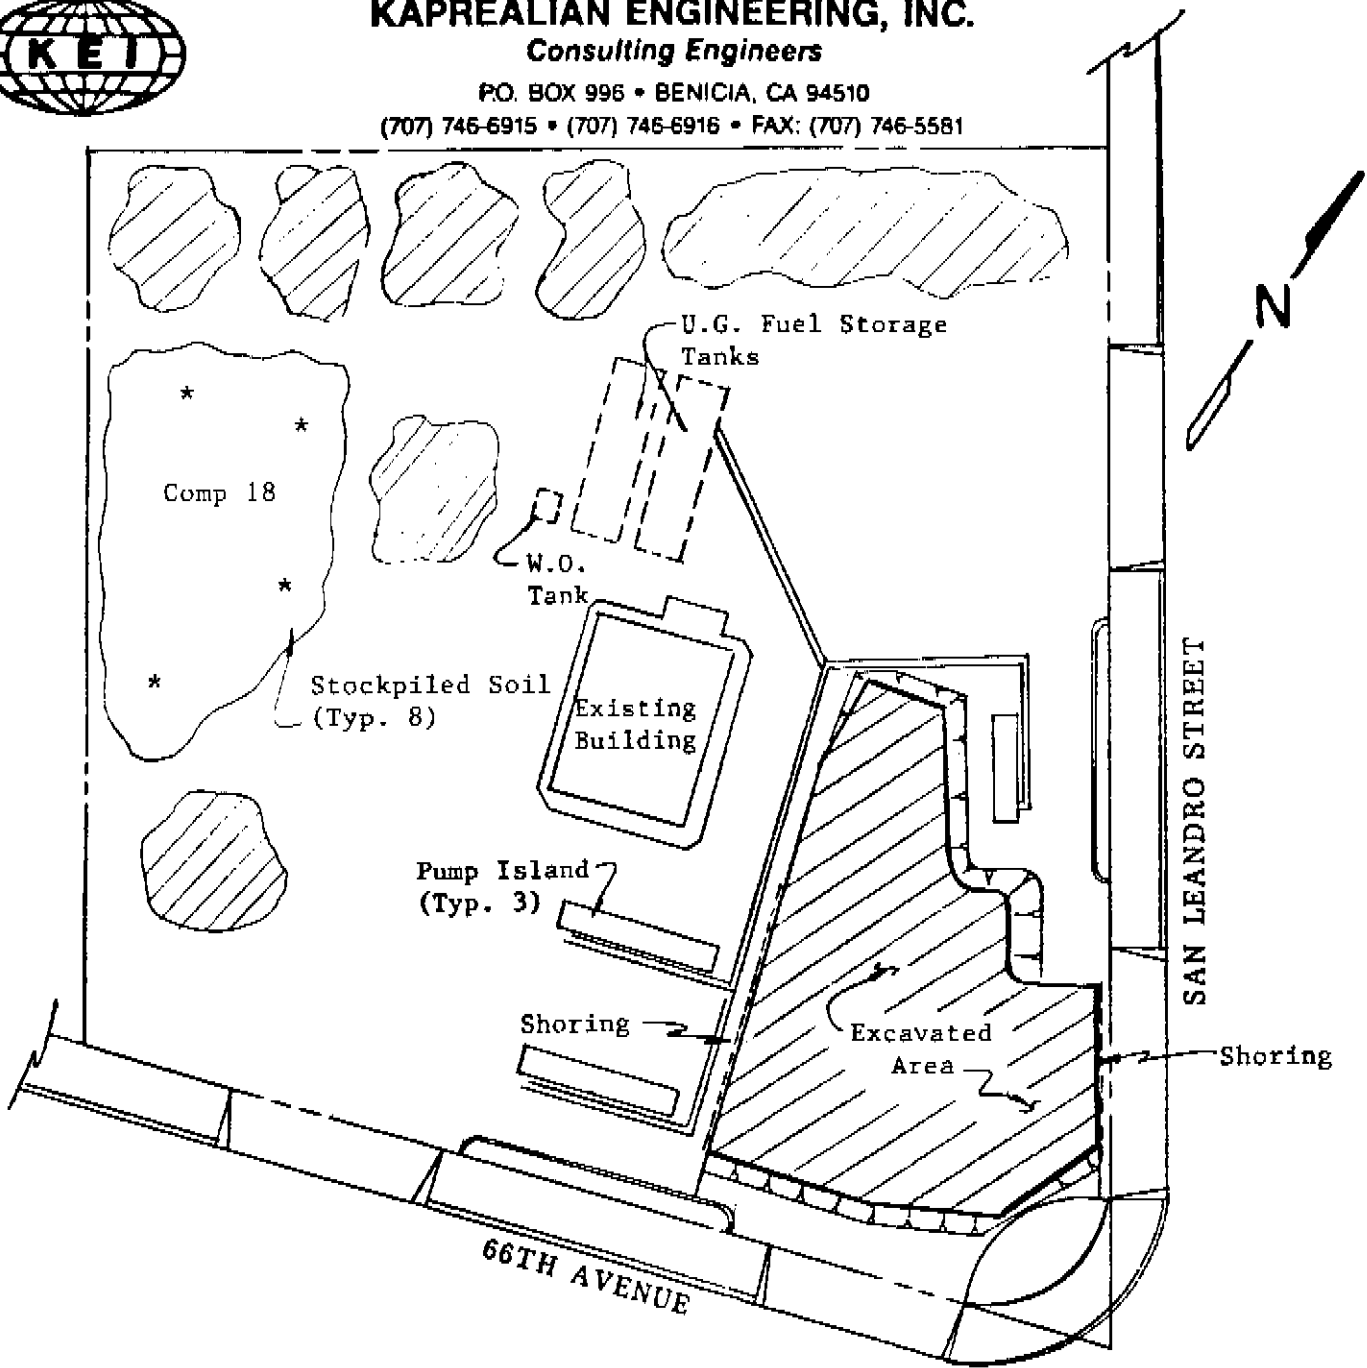 KEI
KAPREALIAN ENGINEERING, INC.
Consulting Engineers
P.O. BOX 996 • BENICIA, CA 94510
(707) 746-6915 • (707) 746-6916 • FAX: (707) 746-5581
N
U.G. Fuel Storage
Tanks
*
*
Comp 18
*
*
W.O.
Tank
Stockpiled Soil
(Typ. 8)
Existing
Building
Pump Island
(Typ. 3)
Shoring
Excavated
Area
Shoring
SAN LEANDRO STREET
66TH AVENUE